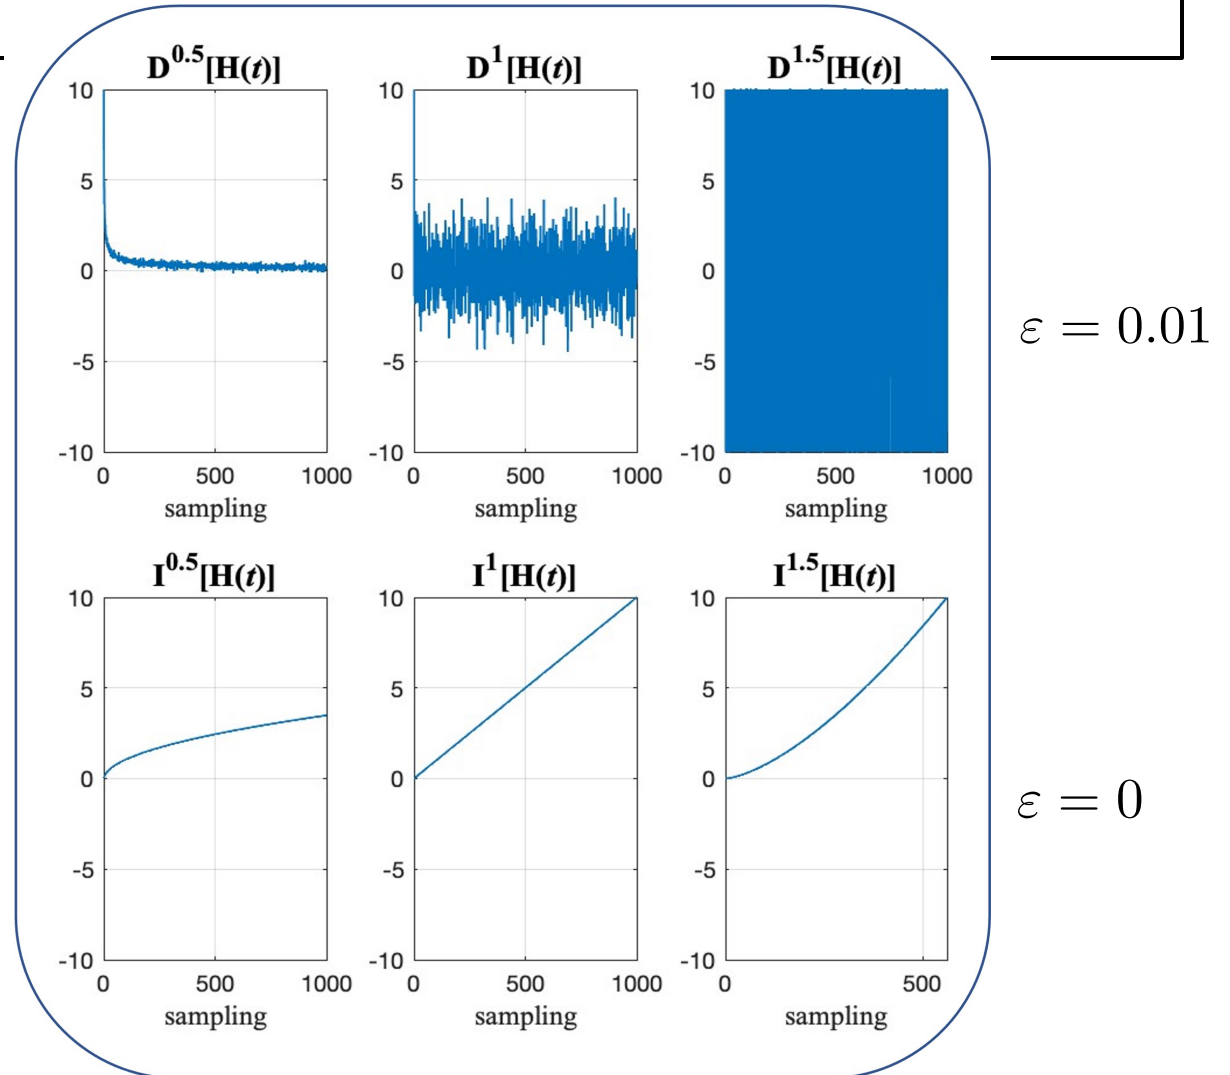 D^0.5[H(t)] D^1[H(t)] D^1.5[H(t)]
10 10 10
5 5 5
0 0 0
-5 -5 -5
-10 -10 -10
0 500 1000 0 500 1000 0 500 1000
sampling sampling sampling
ε = 0.01
I^0.5[H(t)] I^1[H(t)] I^1.5[H(t)]
10 10 10
5 5 5
0 0 0
-5 -5 -5
-10 -10 -10
0 500 1000 0 500 1000 0 500
sampling sampling sampling
ε = 0